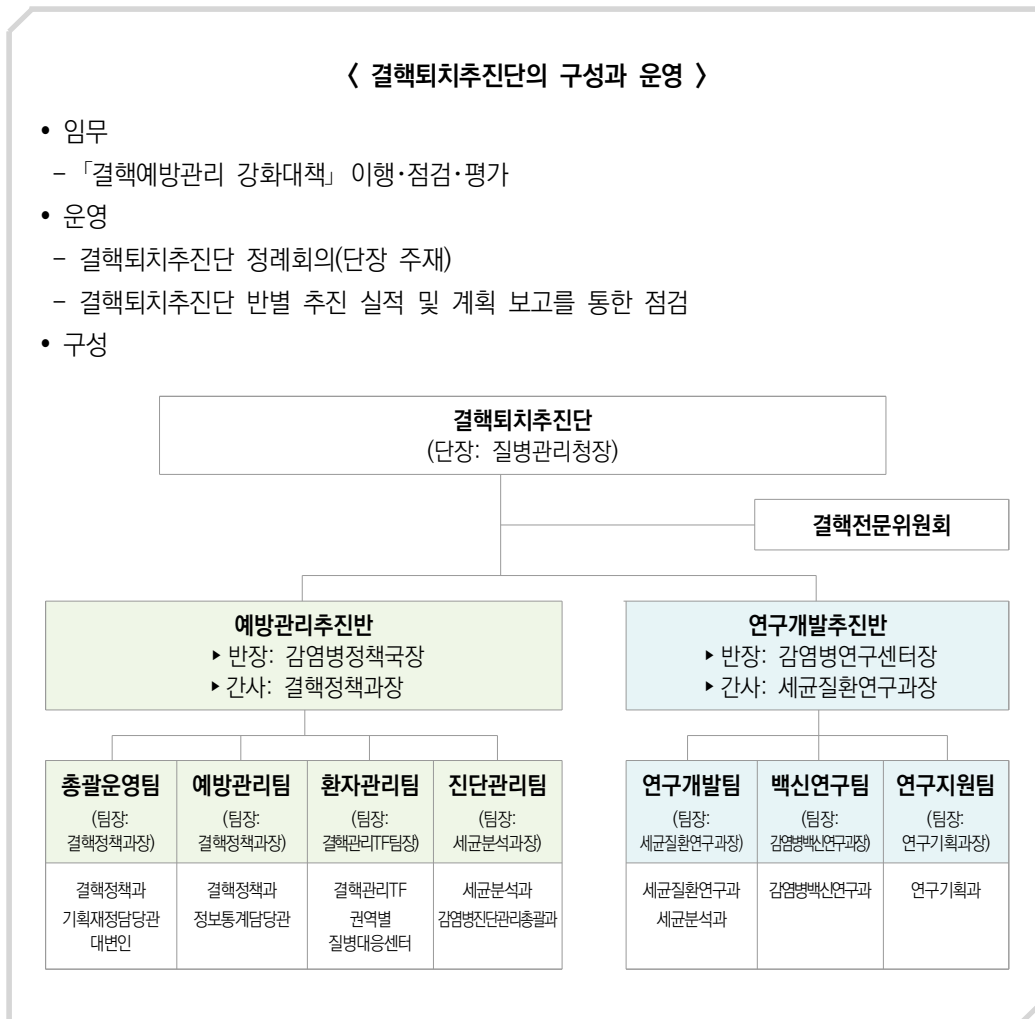 〈 결핵퇴치추진단의 구성과 운영 〉
• 임무
- 「결핵예방관리 강화대책」 이행·점검·평가
• 운영
- 결핵퇴치추진단 정례회의(단장 주재)
- 결핵퇴치추진단 반별 추진 실적 및 계획 보고를 통한 점검
• 구성
결핵퇴치추진단
(단장: 질병관리청장)
결핵전문위원회
예방관리추진반
▸ 반장: 감염병정책국장
▸ 간사: 결핵정책과장
연구개발추진반
▸ 반장: 감염병연구센터장
▸ 간사: 세균질환연구과장
총괄운영팀
(팀장:
결핵정책과장)
결핵정책과
기획재정담당관
대변인
예방관리팀
(팀장:
결핵정책과장)
결핵정책과
정보통계담당관
환자관리팀
(팀장:
결핵관리TF팀장)
결핵관리TF
권역별
질병대응센터
진단관리팀
(팀장:
세균분석과장)
세균분석과
감염병진단관리총괄과
연구개발팀
(팀장:
세균질환연구과장)
세균질환연구과
세균분석과
백신연구팀
(팀장:
감염병백신연구과장)
감염병백신연구과
연구지원팀
(팀장:
연구기획과장)
연구기획과